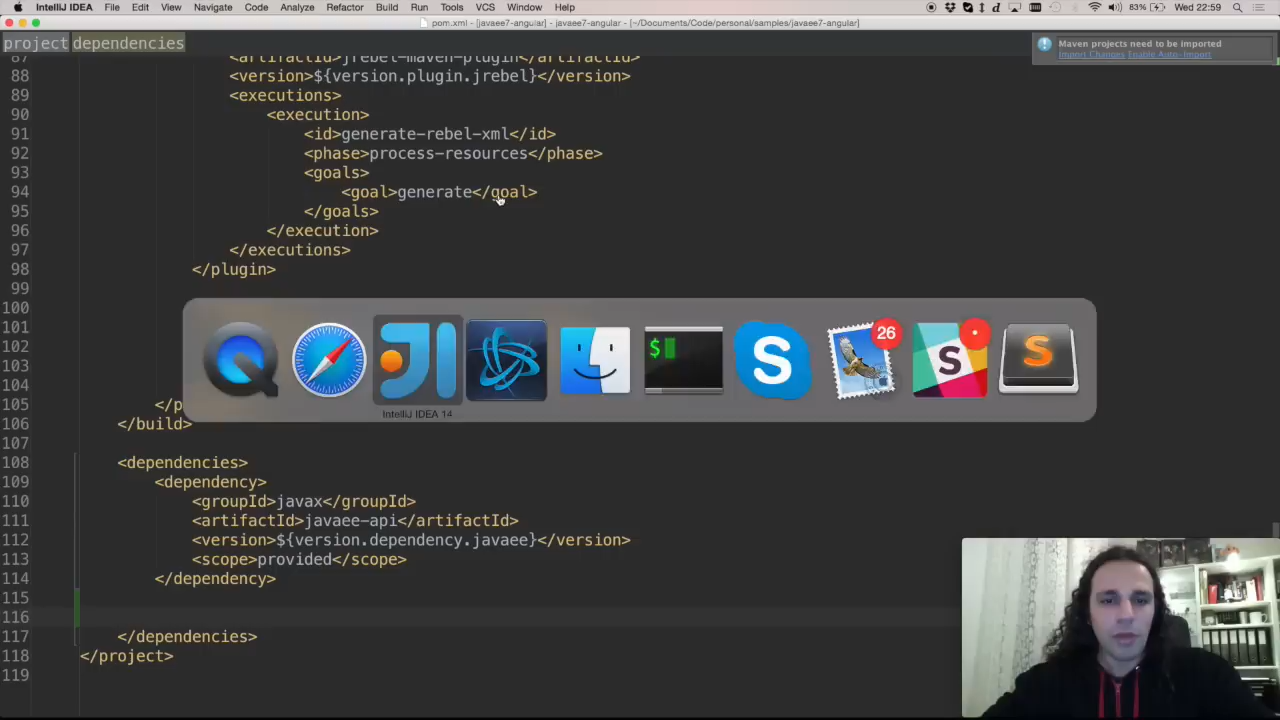 IntelliJ IDEA File Edit View Navigate Code Analyze Refactor Build Run Tools VCS Window Help 83% Wed 22:59
pom.xml - [javaee7-angular] - javaee7-angular - [~/Documents/Code/personal/samples/javaee7-angular]
project dependencies
Maven projects need to be imported
Import Changes Enable Auto-Import
87 <artifactId>jrebel-maven-plugin</artifactId>
88 <version>${version.plugin.jrebel}</version>
89 <executions>
90 <execution>
91 <id>generate-rebel-xml</id>
92 <phase>process-resources</phase>
93 <goals>
94 <goal>generate</goal>
95 </goals>
96 </execution>
97 </executions>
98 </plugin>
99
100
101
102
103
104
105 </p
106 </build>
107
108 <dependencies>
109 <dependency>
110 <groupId>javax</groupId>
111 <artifactId>javaee-api</artifactId>
112 <version>${version.dependency.javaee}</version>
113 <scope>provided</scope>
114 </dependency>
115
116
117 </dependencies>
118 </project>
119
$
S
26
S
S
IntelliJ IDEA 14